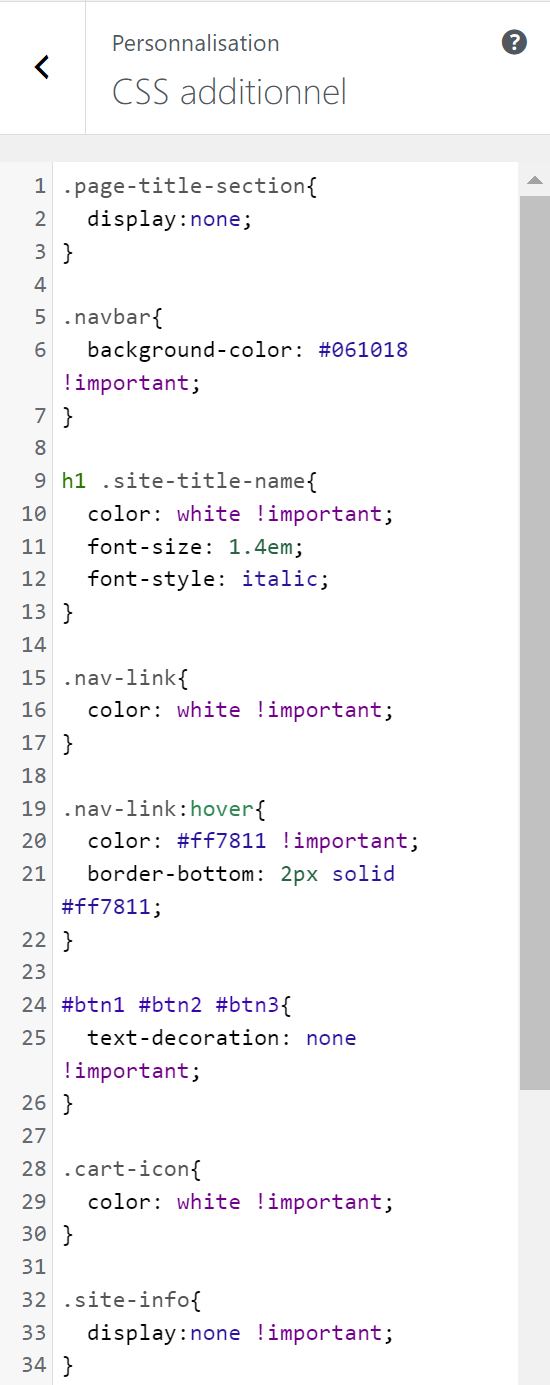 Personnalisation
?
CSS additionnel
1 .page-title-section{
2   display:none;
3 }
4
5 .navbar{
6   background-color: #061018
!important;
7 }
8
9 h1 .site-title-name{
10   color: white !important;
11   font-size: 1.4em;
12   font-style: italic;
13 }
14
15 .nav-link{
16   color: white !important;
17 }
18
19 .nav-link:hover{
20   color: #ff7811 !important;
21   border-bottom: 2px solid
#ff7811;
22 }
23
24 #btn1 #btn2 #btn3{
25   text-decoration: none
!important;
26 }
27
28 .cart-icon{
29   color: white !important;
30 }
31
32 .site-info{
33   display:none !important;
34 }